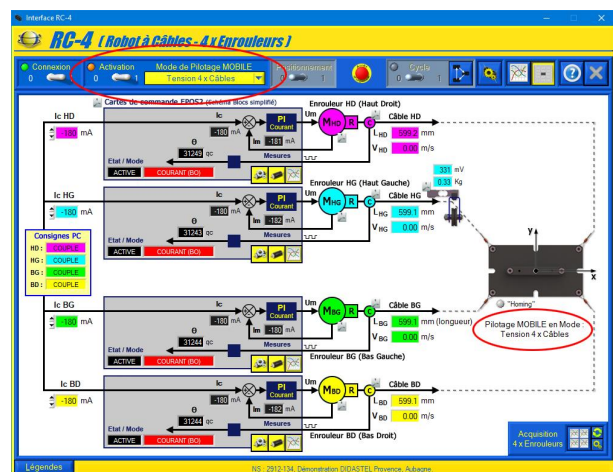 Interface RC-4
RC-4 ( Robot à Câbles - 4 x Enrouleurs )
Connexion
0
Activation
0 1
Mode de Pilotage MOBILE
Tension 4 x Câbles
Positionnement
0 1
Cycle
0 1
Cartes de commande EPOS2 (Schéma Blocs simplifié)
Enrouleur HD (Haut Droit)
Ic HD
-180 mA
Ic
-180 mA
PI
Courant
Um
MHD
R
C
Câble HD
LHD 599.2 mm
VHD 0.00 m/s
θ
31249 qc
Im -181 mA
Mesures
Etat / Mode
ACTIVE COURANT (BO)
Enrouleur HG (Haut Gauche)
331 mV
0.33 Kg
Ic HG
-180 mA
Ic
-180 mA
PI
Courant
Um
MHG
R
C
Câble HG
LHG 599.1 mm
VHG 0.00 m/s
θ
31243 qc
Im -182 mA
Mesures
Etat / Mode
ACTIVE COURANT (BO)
Consignes PC
HD : COUPLE
HG : COUPLE
BG : COUPLE
BD : COUPLE
y
x
"Homing"
Pilotage MOBILE en Mode :
Tension 4 x Câbles
Ic BG
-180 mA
Ic
-180 mA
PI
Courant
Um
MBG
R
C
Câble BG
LBG 599.1 mm (longueur)
VBG 0.00 m/s
θ
31244 qc
Im -182 mA
Mesures
Etat / Mode
ACTIVE COURANT (BO)
Enrouleur BG (Bas Gauche)
Ic BD
-180 mA
Ic
-180 mA
PI
Courant
Um
MBD
R
C
Câble BD
LBD 599.1 mm
VBD 0.00 m/s
θ
31244 qc
Im -182 mA
Mesures
Etat / Mode
ACTIVE COURANT (BO)
Enrouleur BD (Bas Droit)
Acquisition
4 x Enrouleurs
Légendes
NS : 2912-134, Démonstration DIDASTEL Provence, Aubagne